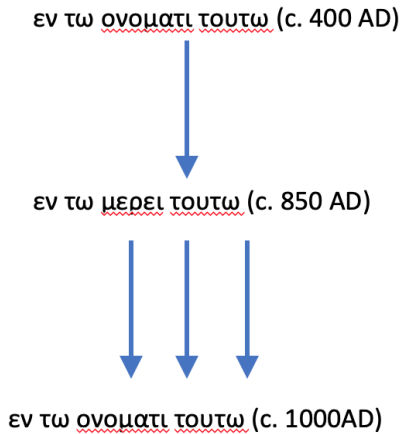 εν τω ονοματι τουτω (c. 400 AD)
εν τω μερει τουτω (c. 850 AD)
εν τω ονοματι τουτω (c. 1000AD)